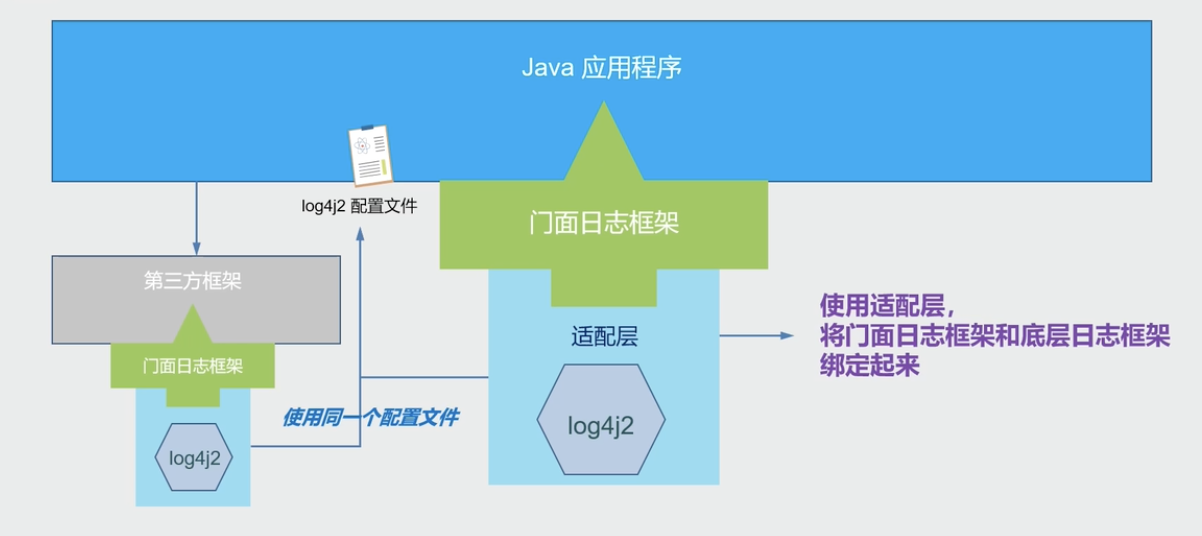 Java 应用程序
log4j2 配置文件
门面日志框架
第三方框架
使用适配层，
将门面日志框架和底层日志框架
绑定起来
适配层
门面日志框架
使用同一个配置文件
log4j2
log4j2